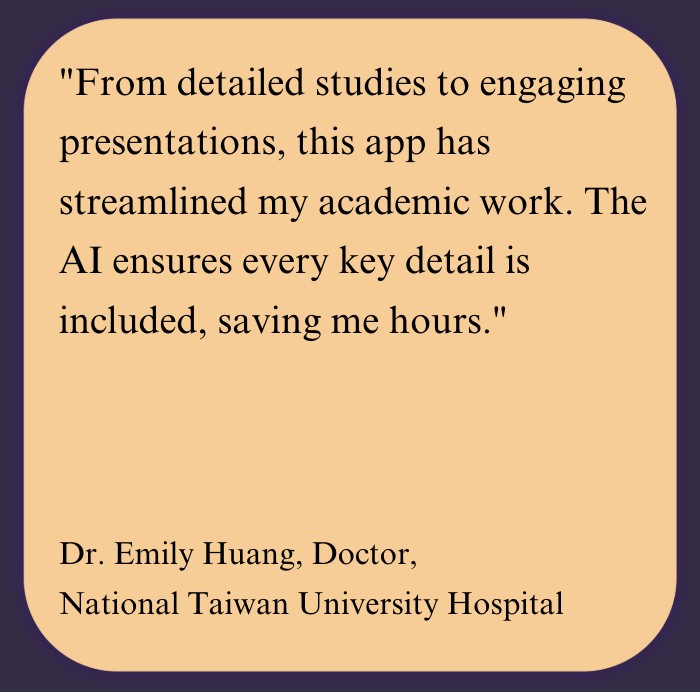 "From detailed studies to engaging
presentations, this app has
streamlined my academic work. The
AI ensures every key detail is
included, saving me hours."
Dr. Emily Huang, Doctor,
National Taiwan University Hospital